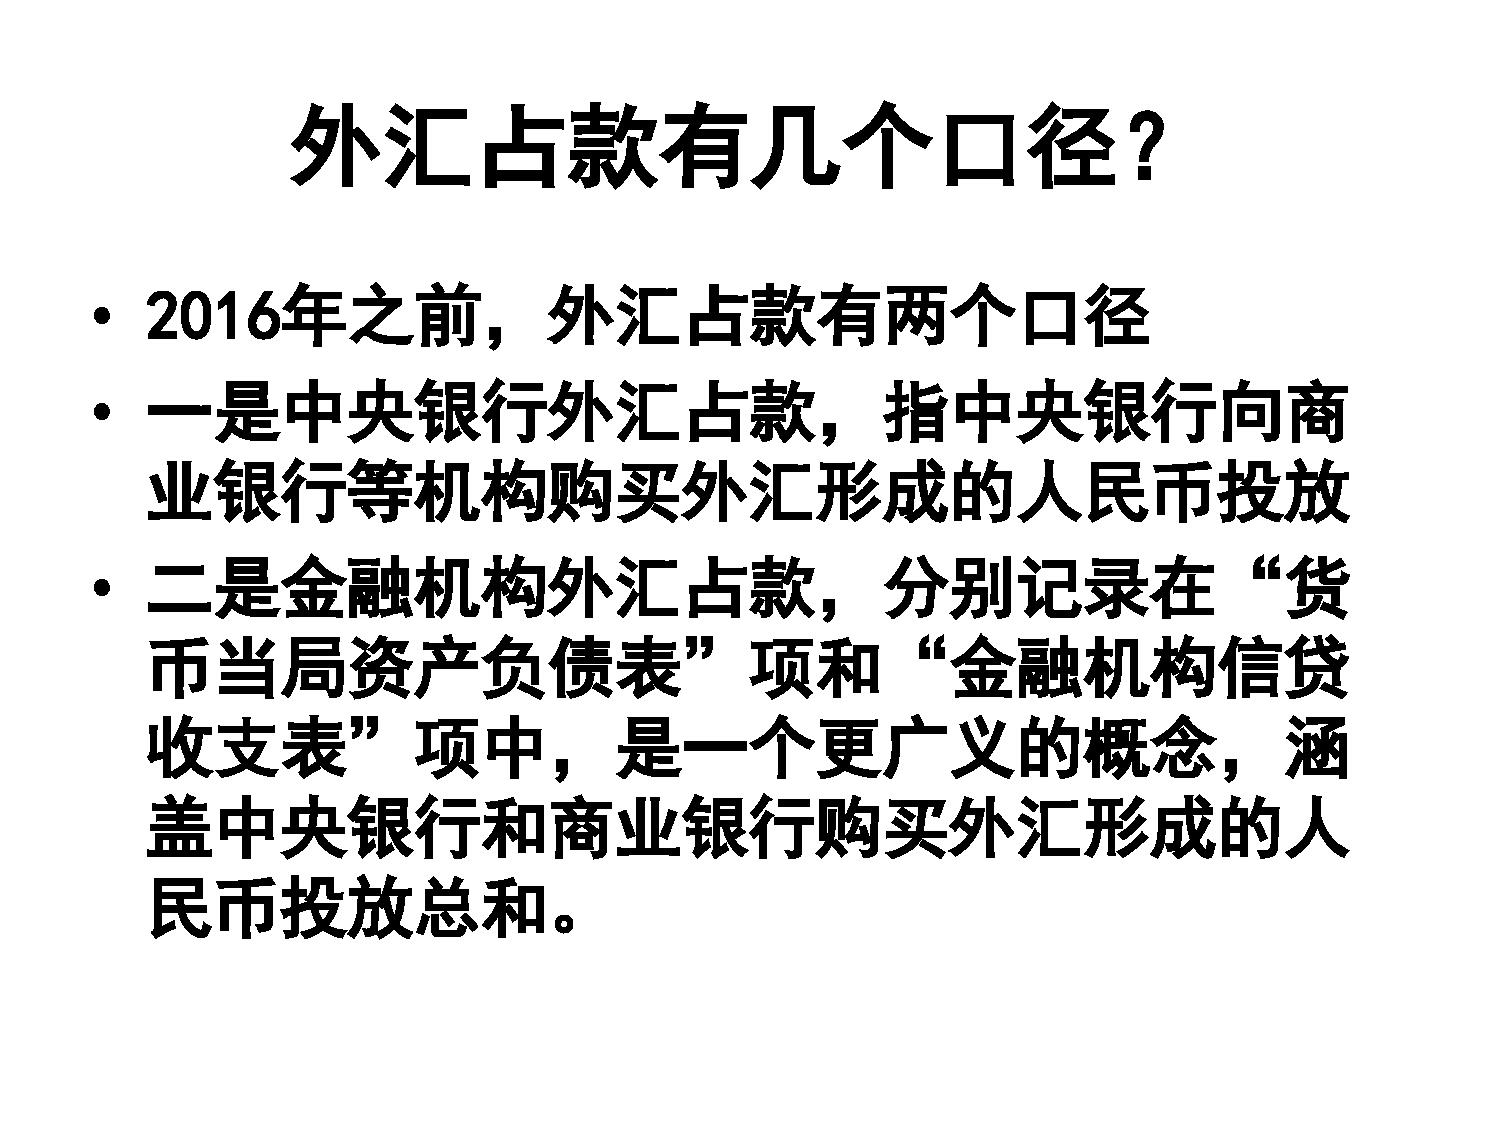 外汇占款有几个口径?
• 2016年之前，外汇占款有两个口径
• 一是中央银行外汇占款，指中央银行向商
业银行等机构购买外汇形成的人民币投放
• 二是金融机构外汇占款，分别记录在“货
币当局资产负债表”项和“金融机构信贷
收支表”项中，是一个更广义的概念，涵
盖中央银行和商业银行购买外汇形成的人
民币投放总和。